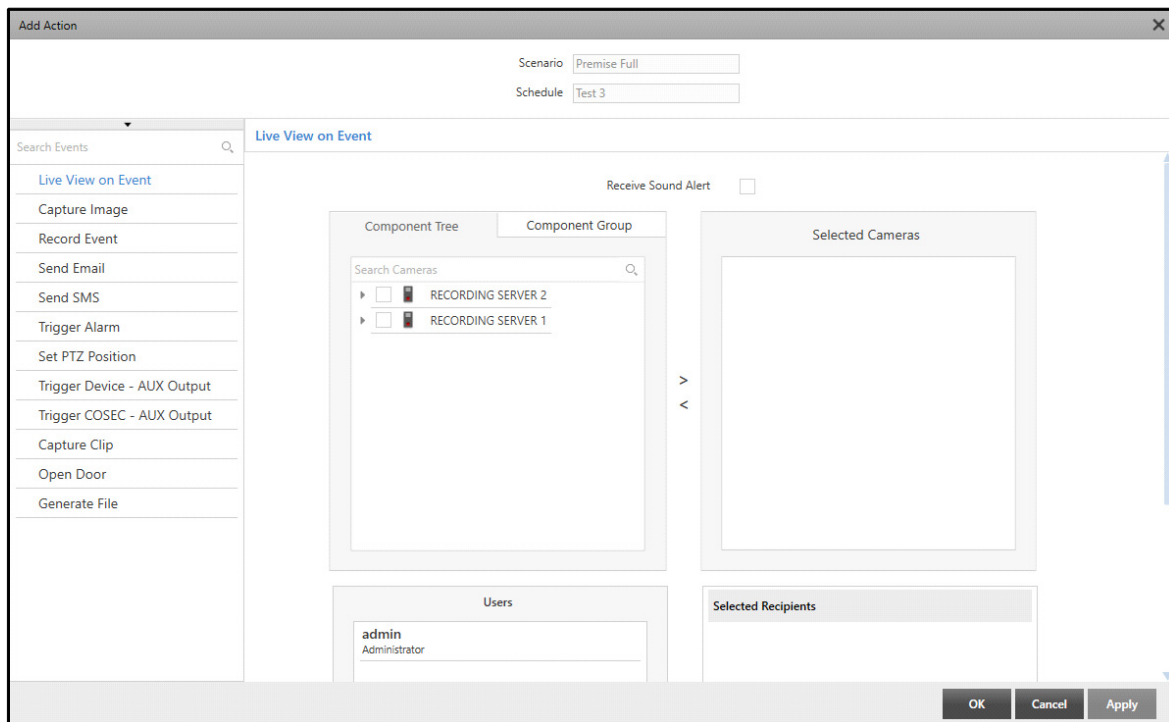 Add Action
Scenario Premise Full
Schedule Test 3
Search Events
Live View on Event
Capture Image
Record Event
Send Email
Send SMS
Trigger Alarm
Set PTZ Position
Trigger Device - AUX Output
Trigger COSEC - AUX Output
Capture Clip
Open Door
Generate File
Live View on Event
Receive Sound Alert
Component Tree Component Group
Search Cameras
RECORDING SERVER 2
RECORDING SERVER 1
>
<
Selected Cameras
Users
admin
Administrator
Selected Recipients
OK Cancel Apply